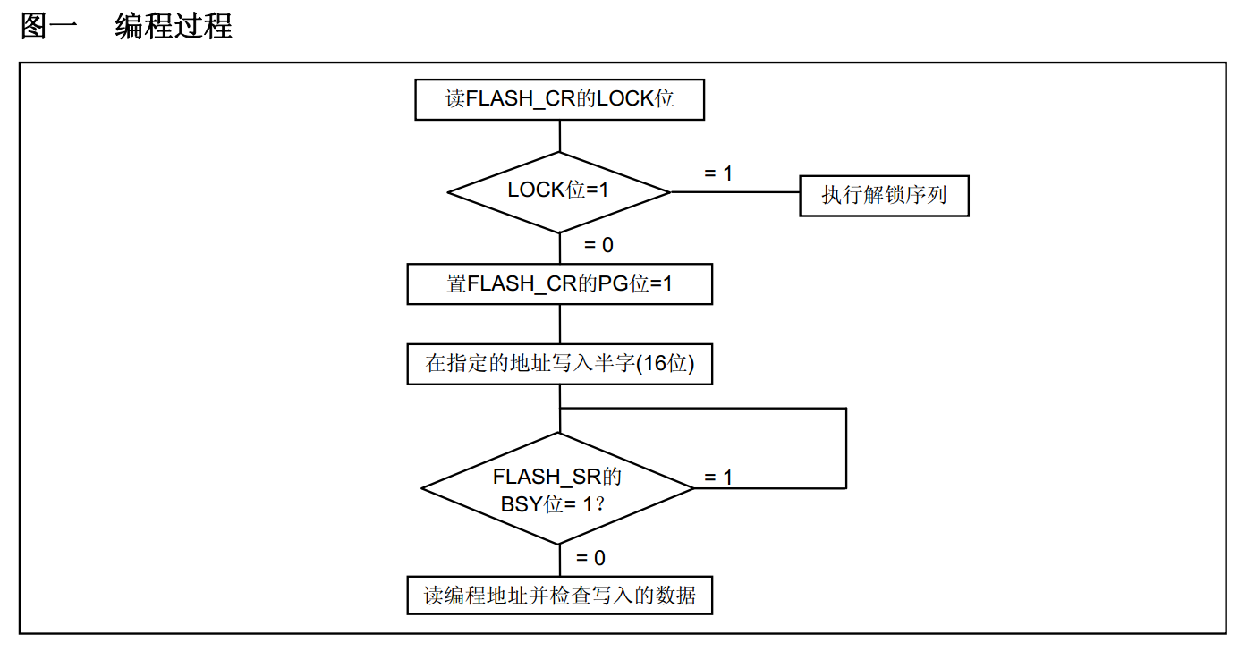 图一 编程过程
读FLASH_CR的LOCK位
LOCK位=1
= 1
执行解锁序列
= 0
置FLASH_CR的PG位=1
在指定的地址写入半字(16位)
FLASH_SR的
BSY位= 1?
= 1
= 0
读编程地址并检查写入的数据